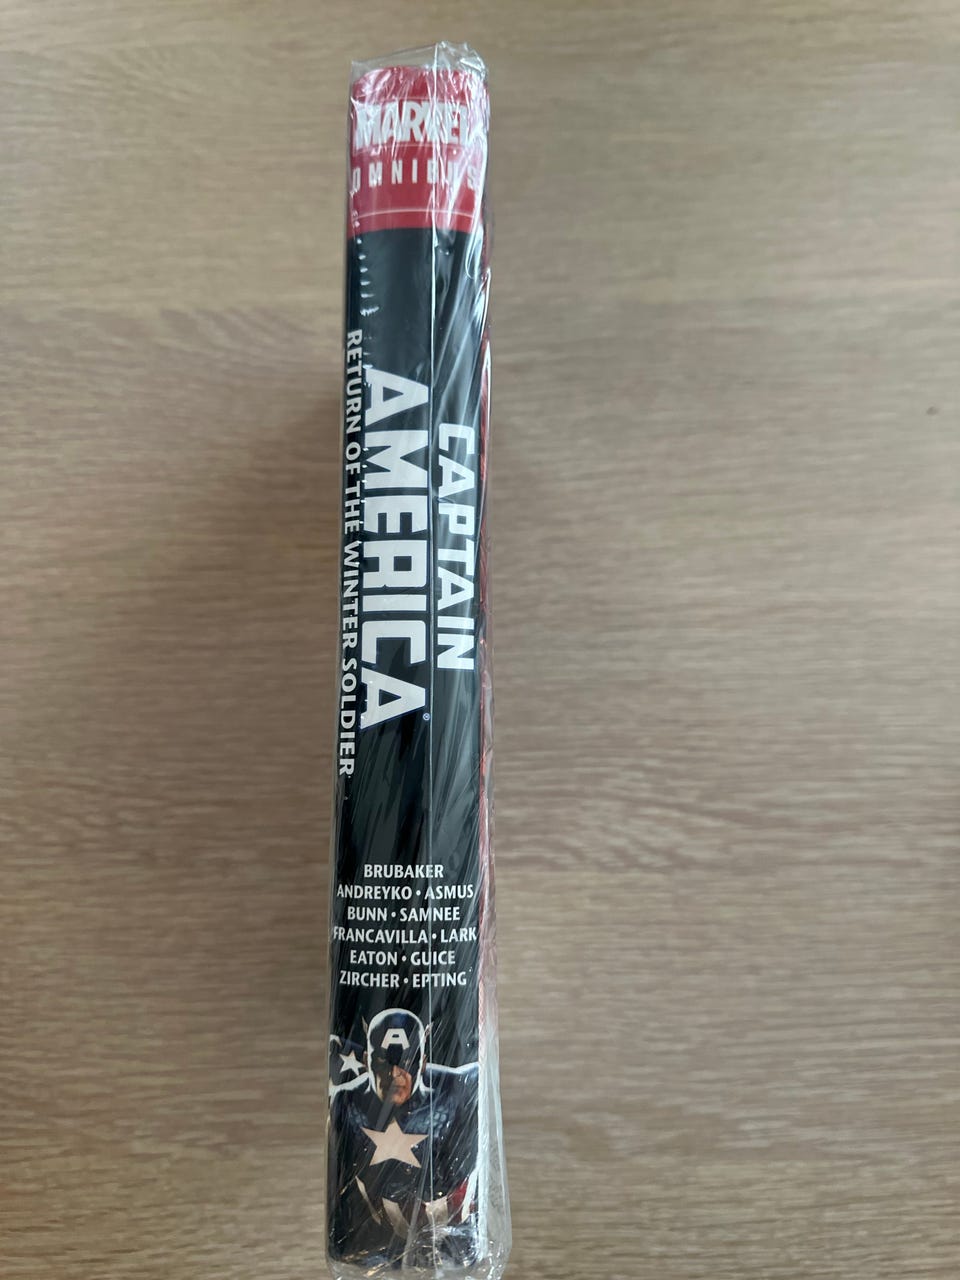 MARVEL
OMNIBUS
CAPTAIN
AMERICA®
RETURN OF THE WINTER SOLDIER
BRUBAKER
ANDREYKO • ASMUS
BUNN • SAMNEE
FRANCAVILLA • LARK
EATON • GUICE
ZIRCHER • EPTING
A